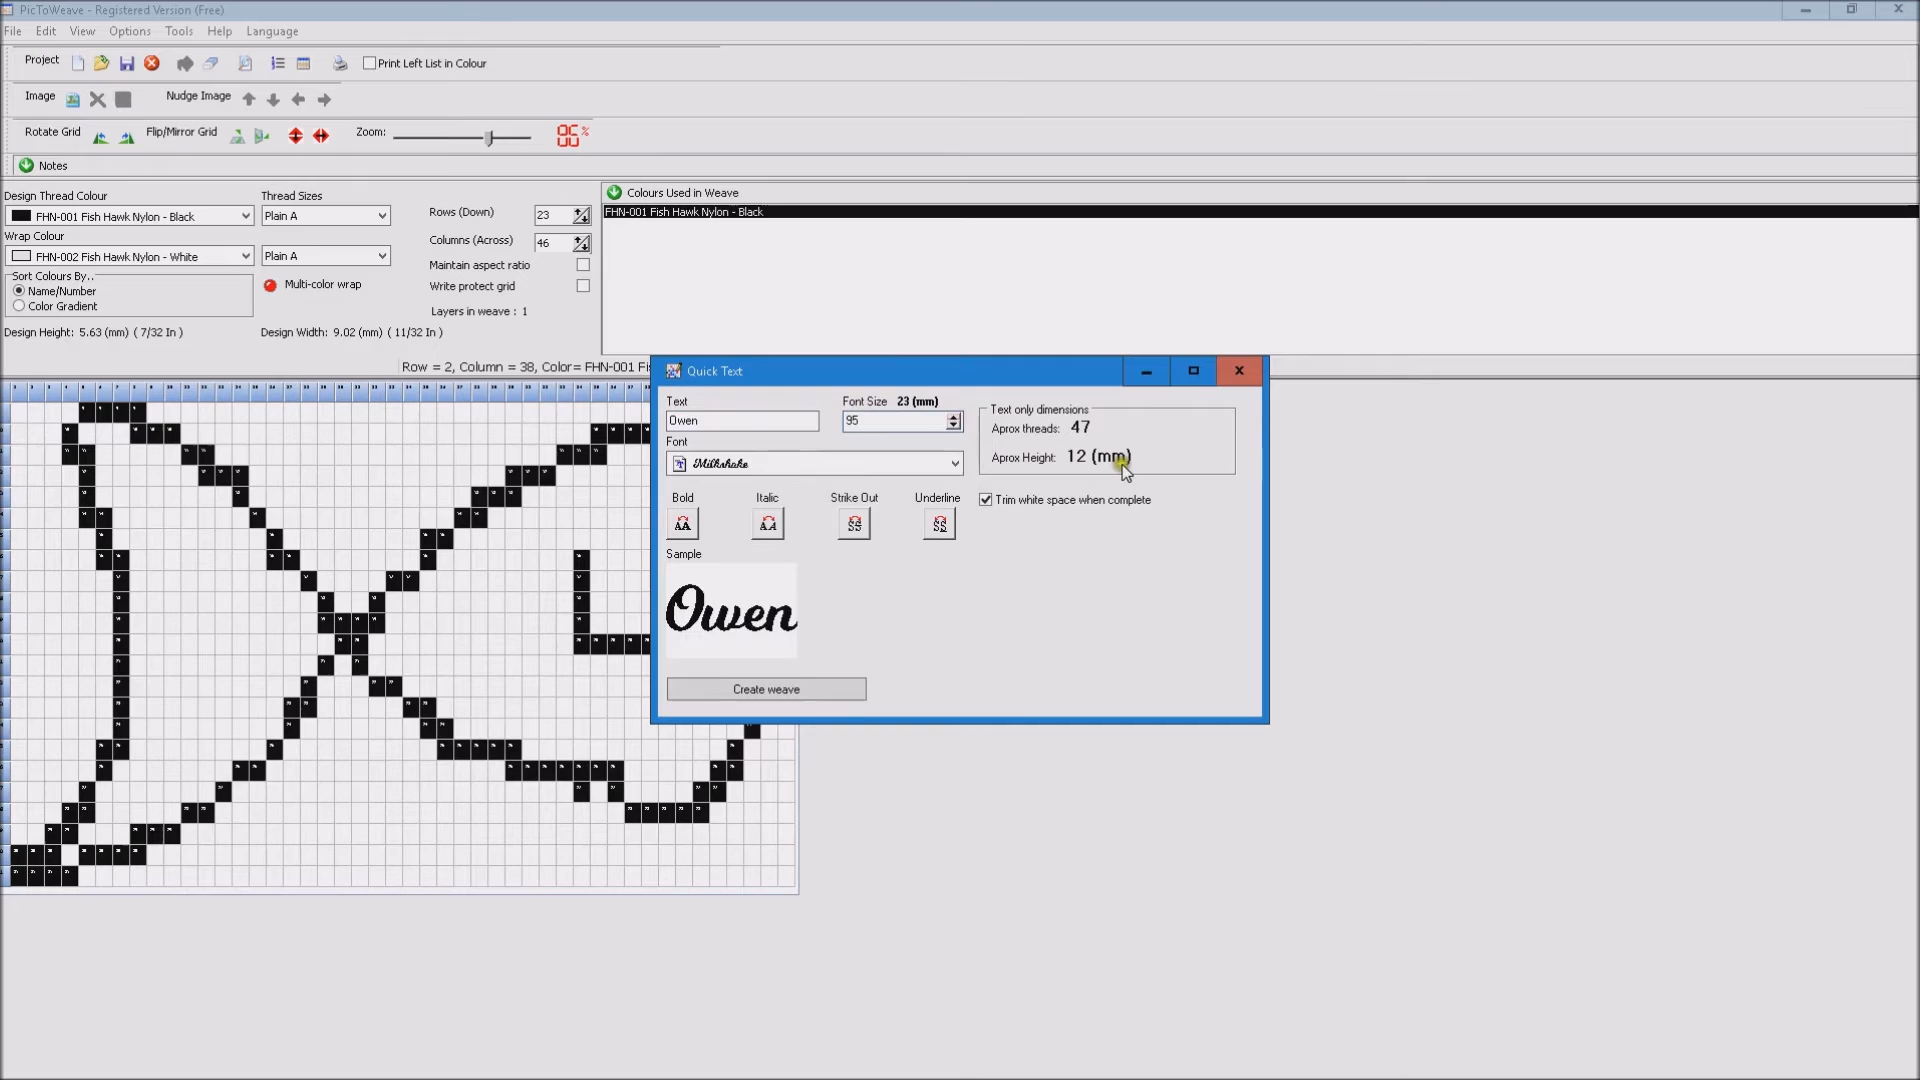 PicToWeave - Registered Version (Free)
File Edit View Options Tools Help Language
Project Print Left List in Colour
Image Nudge Image
Rotate Grid Flip/Mirror Grid Zoom: 95%
Notes
Design Thread Colour Thread Sizes
FHN-001 Fish Hawk Nylon - Black Plain A
Wrap Colour
FHN-002 Fish Hawk Nylon - White Plain A
Sort Colours By..
Name/Number
Color Gradient
Multi-color wrap
Rows (Down) 23
Columns (Across) 46
Maintain aspect ratio
Write protect grid
Layers in weave : 1
Design Height: 5.63 (mm) ( 7/32 In ) Design Width: 9.02 (mm) ( 11/32 In )
Colours Used in Weave
FHN-001 Fish Hawk Nylon - Black
Row = 2, Column = 38, Color= FHN-001 Fi
Quick Text
Text Font Size 23 (mm)
Owen 95
Font
Milkshake
Text only dimensions
Aprox threads: 47
Aprox Height: 12 (mm)
Trim white space when complete
Bold Italic Strike Out Underline
Sample
Owen
Create weave